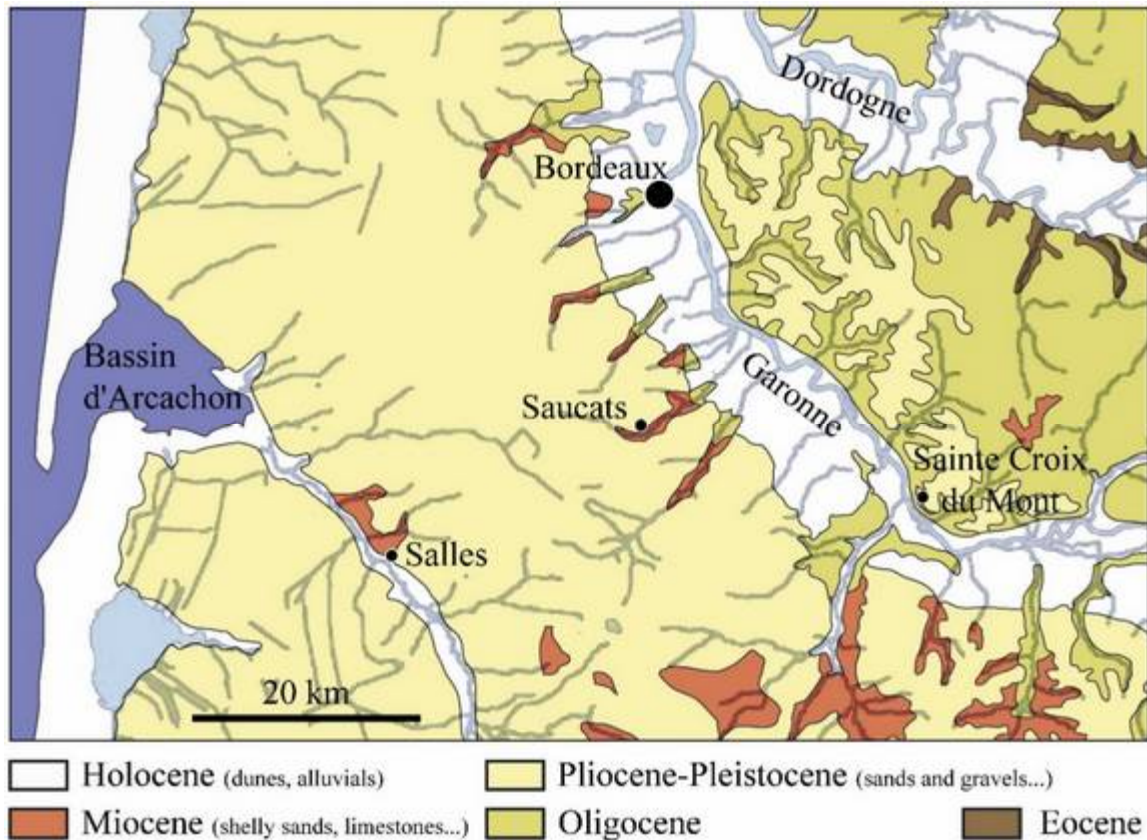 Dordogne
Bordeaux
Bassin
d'Arcachon
Garonne
Saucats
Sainte Croix
du Mont
Salles
20 km
Holocene (dunes, alluvials)
Pliocene-Pleistocene (sands and gravels...)
Miocene (shelly sands, limestones...)
Oligocene
Eocene